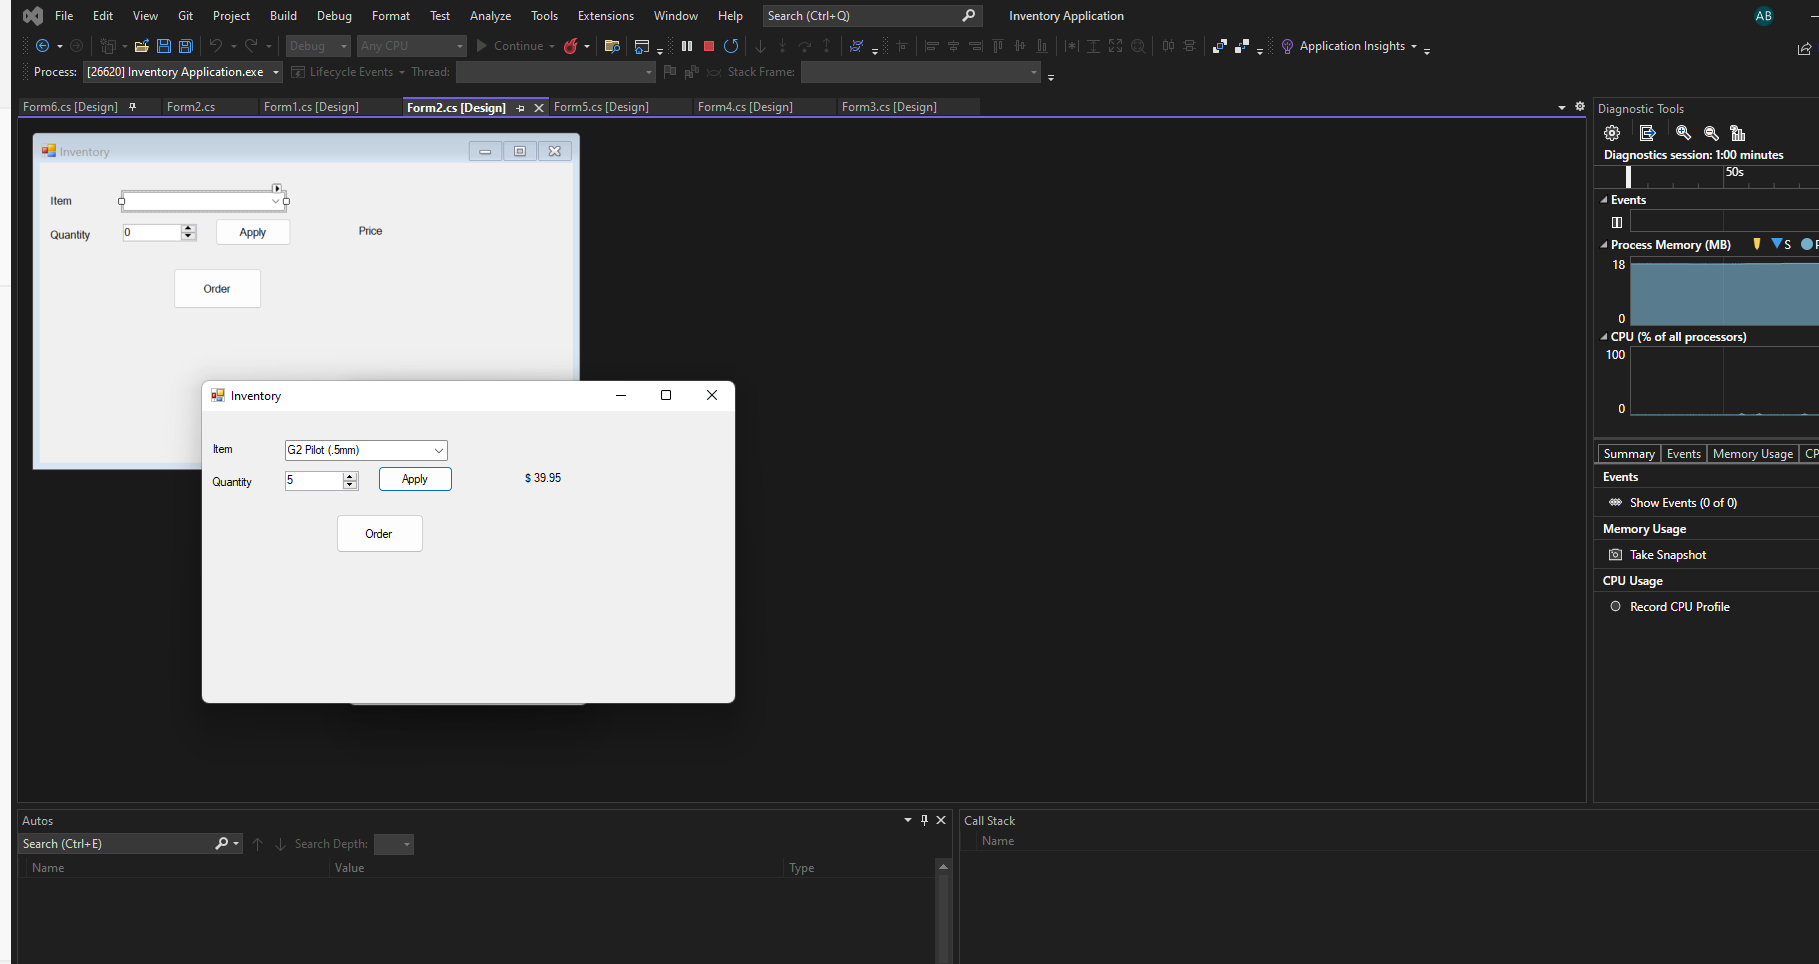 File Edit View Git Project Build Debug Format Test Analyze Tools Extensions Window Help Search (Ctrl+Q) Inventory Application AB
Debug Any CPU Continue Application Insights
Process: [26620] Inventory Application.exe Lifecycle Events Thread: Stack Frame:
Form6.cs [Design] Form2.cs Form1.cs [Design] Form2.cs [Design] Form5.cs [Design] Form4.cs [Design] Form3.cs [Design]
Inventory
Item
Quantity 0 Apply Price
Order
Inventory
Item G2 Pilot (.5mm)
Quantity 5 Apply $ 39.95
Order
Diagnostic Tools
Diagnostics session: 1:00 minutes
50s
Events
Process Memory (MB) S P
18
0
CPU (% of all processors)
100
0
Summary Events Memory Usage CP
Events
Show Events (0 of 0)
Memory Usage
Take Snapshot
CPU Usage
Record CPU Profile
Autos
Search (Ctrl+E) Search Depth:
Name Value Type
Call Stack
Name